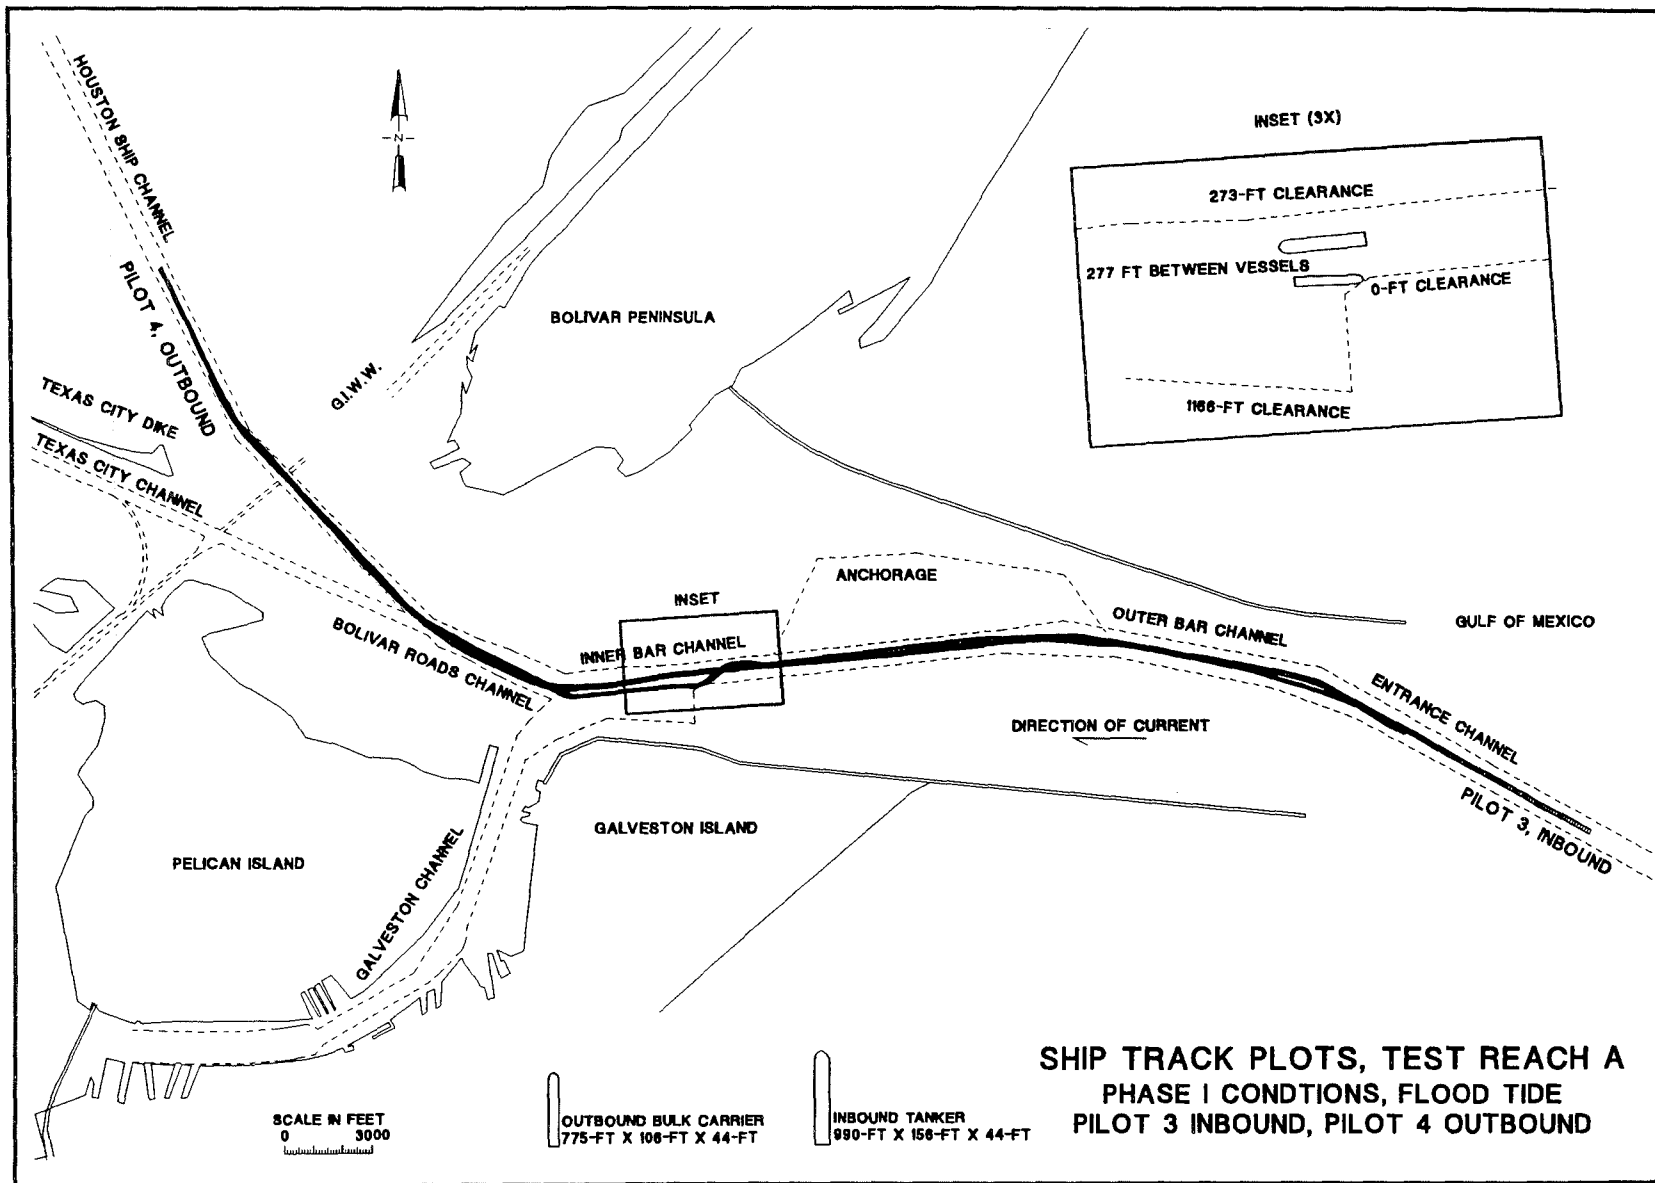 HOUSTON SHIP CHANNEL
N
INSET (3X)
273-FT CLEARANCE
277 FT BETWEEN VESSELS
0-FT CLEARANCE
1166-FT CLEARANCE
PILOT 4, OUTBOUND
G.I.W.W.
BOLIVAR PENINSULA
TEXAS CITY DIKE
TEXAS CITY CHANNEL
ANCHORAGE
INSET
BOLIVAR ROADS CHANNEL
INNER BAR CHANNEL
OUTER BAR CHANNEL
GULF OF MEXICO
ENTRANCE CHANNEL
DIRECTION OF CURRENT
PILOT 3, INBOUND
GALVESTON ISLAND
PELICAN ISLAND
GALVESTON CHANNEL
SCALE IN FEET
0 3000
OUTBOUND BULK CARRIER
775-FT X 106-FT X 44-FT
INBOUND TANKER
990-FT X 156-FT X 44-FT
SHIP TRACK PLOTS, TEST REACH A
PHASE I CONDTIONS, FLOOD TIDE
PILOT 3 INBOUND, PILOT 4 OUTBOUND